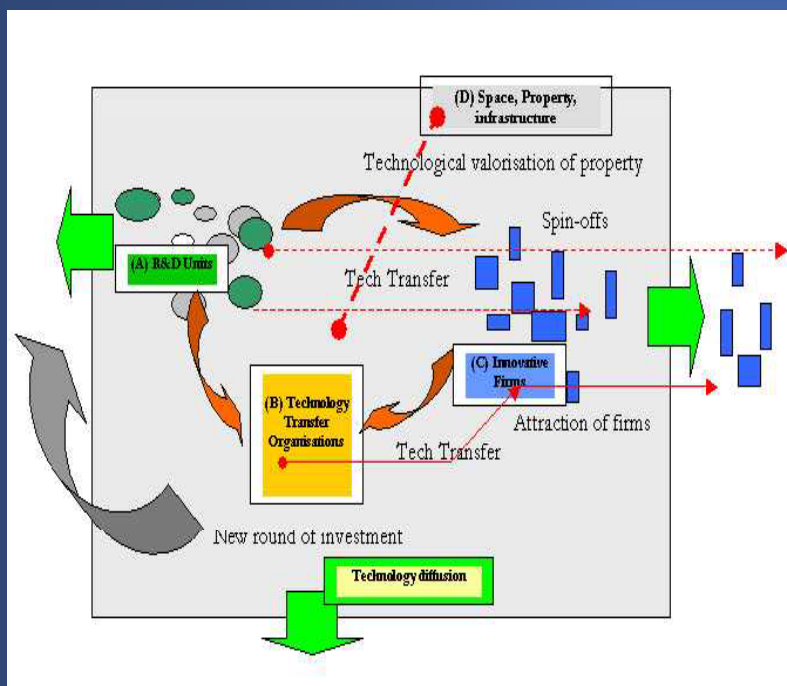 (D) Space, Property,
infrastructure
Technological valorisation of property
Spin-offs
(A) R&D Units
Tech Transfer
(C) Innovative
Firms
(B) Technology
Transfer
Organisations
Attraction of firms
Tech Transfer
New round of investment
Technology diffusion